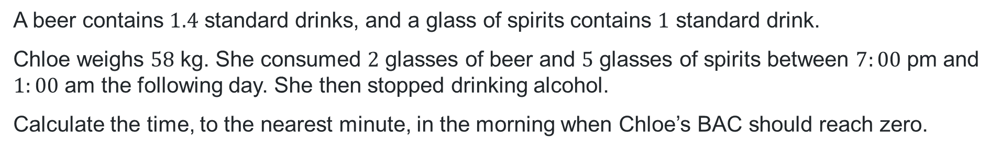 A beer contains 1.4 standard drinks, and a glass of spirits contains 1 standard drink.
Chloe weighs 58 kg. She consumed 2 glasses of beer and 5 glasses of spirits between 7:00 pm and
1:00 am the following day. She then stopped drinking alcohol.
Calculate the time, to the nearest minute, in the morning when Chloe’s BAC should reach zero.